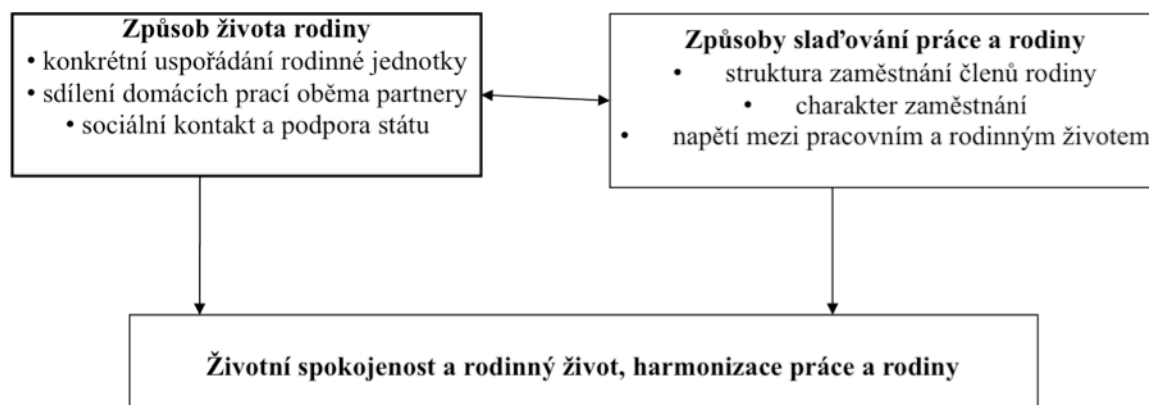 Způsob života rodiny
• konkrétní uspořádání rodinné jednotky
• sdílení domácích prací oběma partnery
• sociální kontakt a podpora státu
Způsoby slaďování práce a rodiny
• struktura zaměstnání členů rodiny
• charakter zaměstnání
• napětí mezi pracovním a rodinným životem
Životní spokojenost a rodinný život, harmonizace práce a rodiny